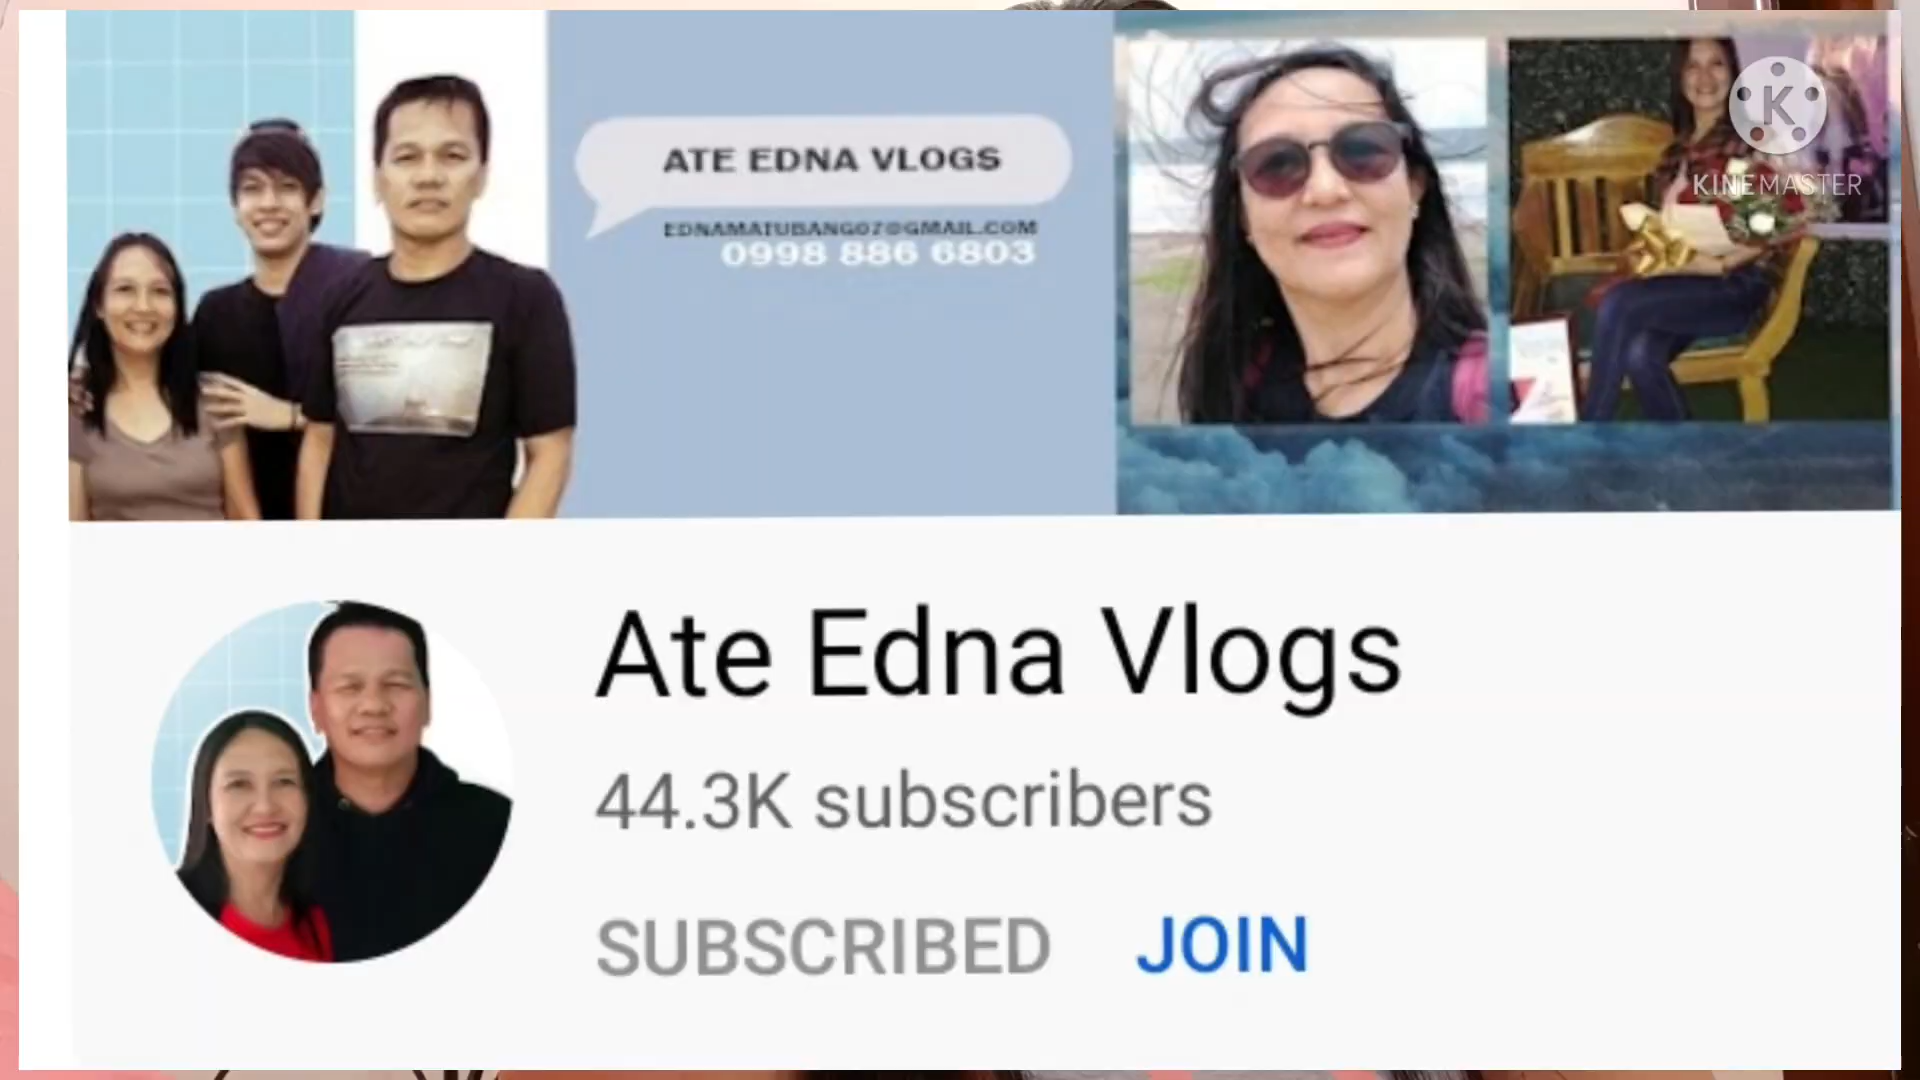 ATE EDNA VLOGS
EDNAMATUBANG07@GMAIL.COM
0998 886 6803
K
KINEMASTER
Ate Edna Vlogs
44.3K subscribers
SUBSCRIBED JOIN